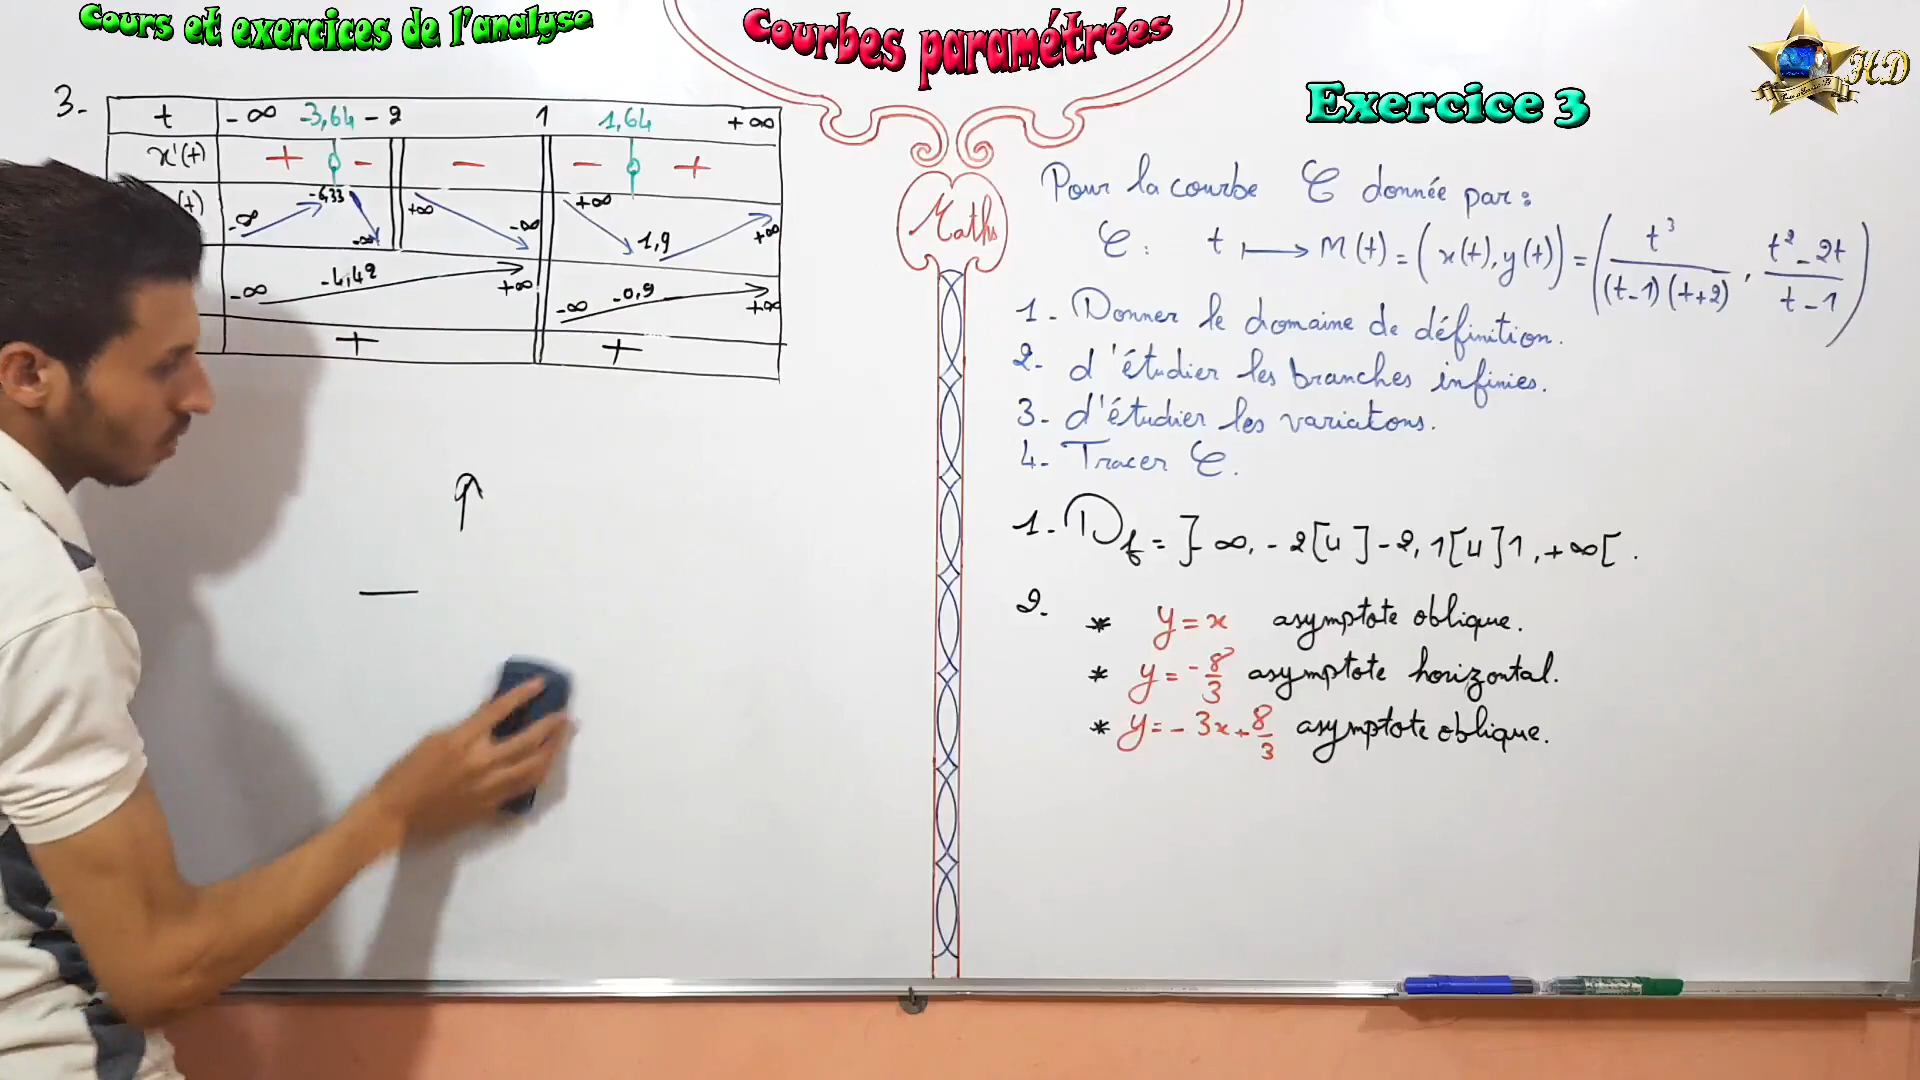 Cours et exercices de l'analyse
Courbes paramétrées
HD
Exercice 3
3- t -∞ -3,64 -2 1 1,64 +∞
x'(t) + 0 - - - 0 +
(t) -∞ -6,33 -∞ +∞ -∞ +∞ 1,9 +∞
-∞ -4,42 +∞ -∞ -0,9 +∞
+ +
Maths
Pour la courbe C donnée par :
C : t ⟼ M(t) = (x(t), y(t)) = (t³/((t-1)(t+2)), (t²-2t)/(t-1))
1- Donner le domaine de définition.
2- d'étudier les branches infinies.
3- d'étudier les variatons.
4- Tracer C.
1- Df = ]-∞, -2[ u ]-2, 1[ u ]1, +∞[ .
2-
* y = x asymptote oblique.
* y = -8/3 asymptote horizontal.
* y = -3x + 8/3 asymptote oblique.